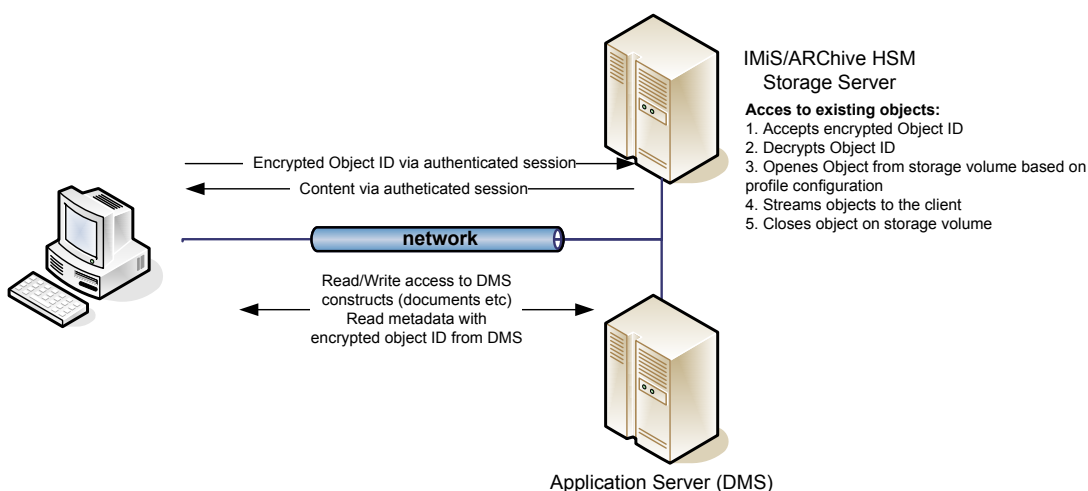 IMiS/ARChive HSM
Storage Server
Acces to existing objects:
1. Accepts encrypted Object ID
2. Decrypts Object ID
3. Openes Object from storage volume based on
profile configuration
4. Streams objects to the client
5. Closes object on storage volume
Encrypted Object ID via authenticated session
Content via autheticated session
network
Read/Write access to DMS
constructs (documents etc)
Read metadata with
encrypted object ID from DMS
Application Server (DMS)